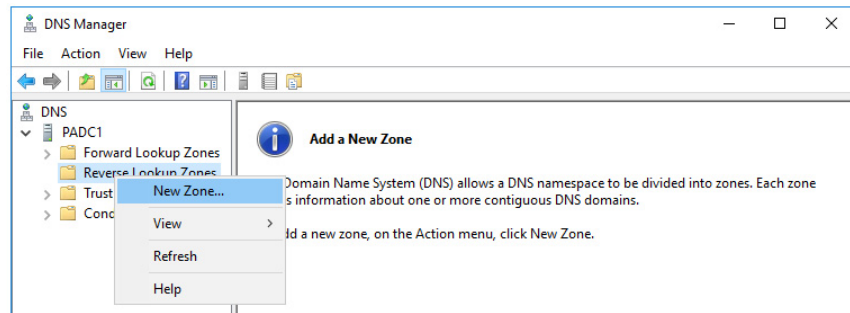 DNS Manager
File Action View Help
DNS
PADC1
Forward Lookup Zones
Reverse Lookup Zones
Trust
Cond
New Zone...
View
Refresh
Help
Add a New Zone
Domain Name System (DNS) allows a DNS namespace to be divided into zones. Each zone
s information about one or more contiguous DNS domains.
dd a new zone, on the Action menu, click New Zone.